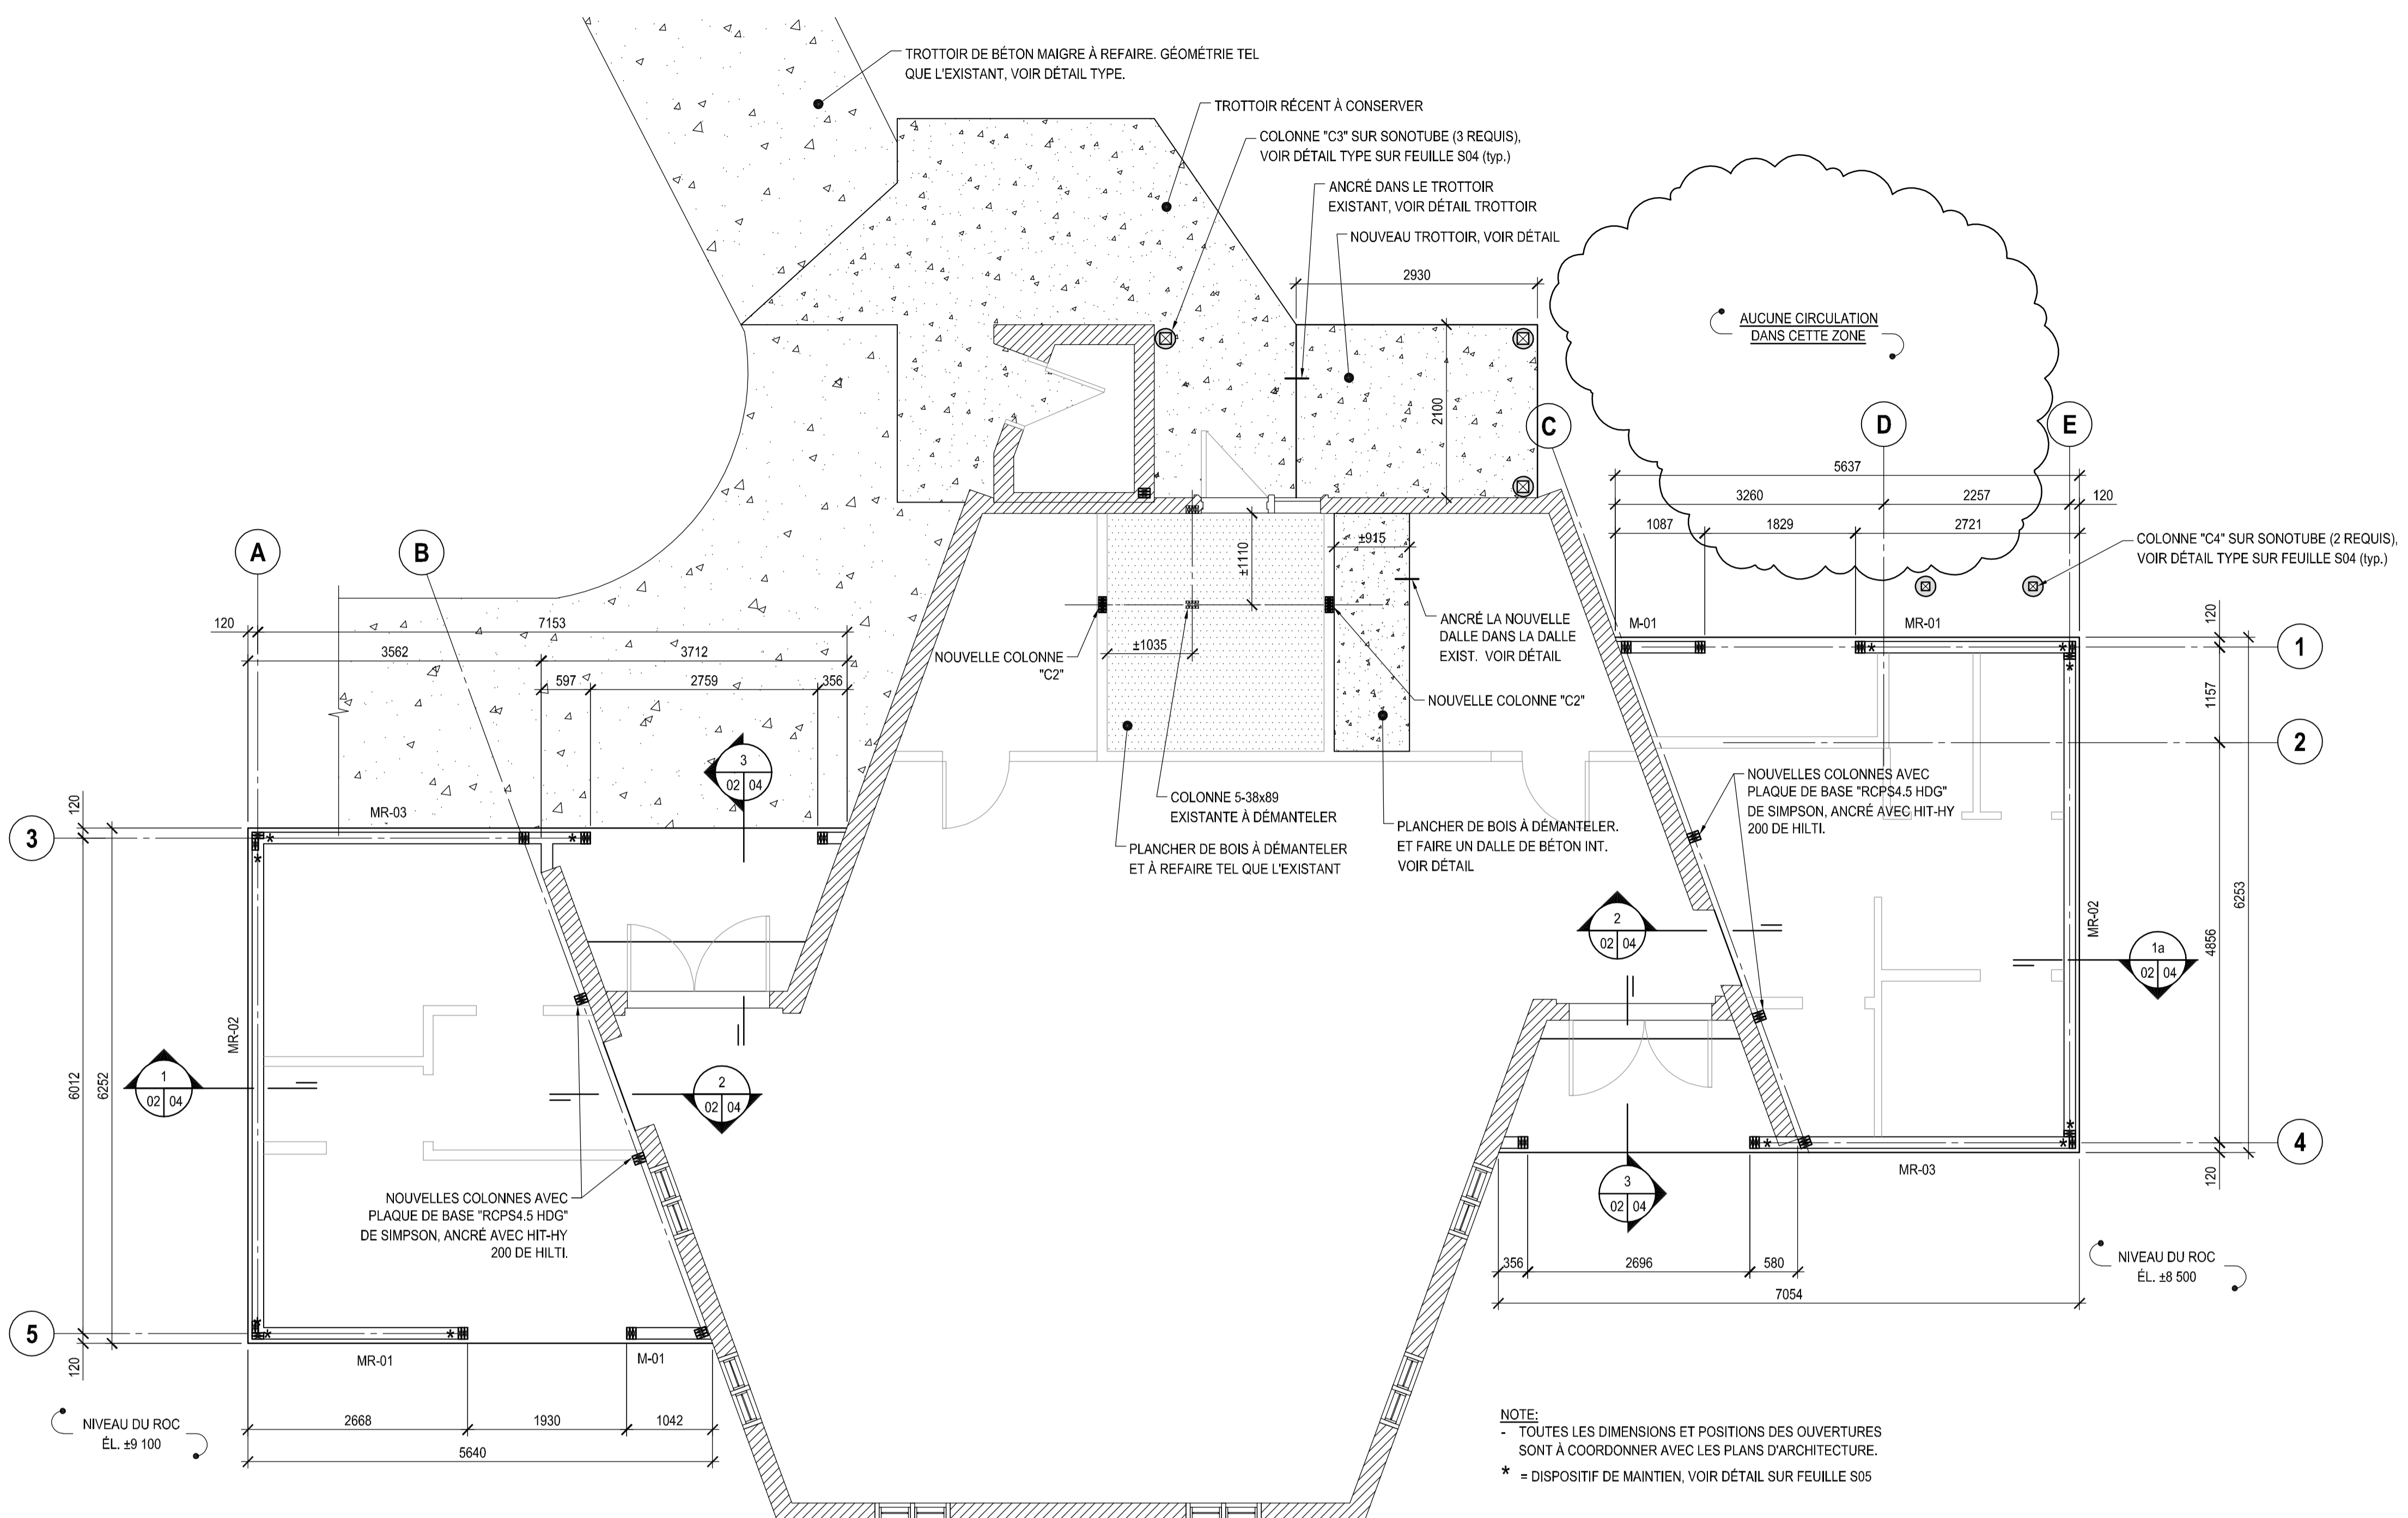 TROTTOIR DE BÉTON MAIGRE À REFAIRE. GÉOMÉTRIE TEL
QUE L'EXISTANT, VOIR DÉTAIL TYPE.
TROTTOIR RÉCENT À CONSERVER
COLONNE "C3" SUR SONOTUBE (3 REQUIS),
VOIR DÉTAIL TYPE SUR FEUILLE S04 (typ.)
ANCRÉ DANS LE TROTTOIR
EXISTANT, VOIR DÉTAIL TROTTOIR
NOUVEAU TROTTOIR, VOIR DÉTAIL
2930
2100
AUCUNE CIRCULATION
DANS CETTE ZONE
C
D
E
5637
3260
2257
120
1087
1829
2721
COLONNE "C4" SUR SONOTUBE (2 REQUIS),
VOIR DÉTAIL TYPE SUR FEUILLE S04 (typ.)
A
B
120
7153
3562
3712
597
2759
356
±1110
±915
±1035
NOUVELLE COLONNE
"C2"
ANCRÉ LA NOUVELLE
DALLE DANS LA DALLE
EXIST. VOIR DÉTAIL
NOUVELLE COLONNE "C2"
M-01
MR-01
120
1
1157
2
NOUVELLES COLONNES AVEC
PLAQUE DE BASE "RCPS4.5 HDG"
DE SIMPSON, ANCRÉ AVEC HIT-HY
200 DE HILTI.
3
02 04
COLONNE 5-38x89
EXISTANTE À DÉMANTELER
PLANCHER DE BOIS À DÉMANTELER
ET À REFAIRE TEL QUE L'EXISTANT
PLANCHER DE BOIS À DÉMANTELER.
ET FAIRE UN DALLE DE BÉTON INT.
VOIR DÉTAIL
120
MR-03
3
2
02 04
MR-02
1a
02 04
4856
6253
MR-02
1
02 04
6012
6252
2
02 04
4
120
MR-03
3
02 04
NOUVELLES COLONNES AVEC
PLAQUE DE BASE "RCPS4.5 HDG"
DE SIMPSON, ANCRÉ AVEC HIT-HY
200 DE HILTI.
356
2696
580
7054
NIVEAU DU ROC
ÉL. ±8 500
5
120
MR-01
M-01
2668
1930
1042
5640
NIVEAU DU ROC
ÉL. ±9 100
NOTE:
- TOUTES LES DIMENSIONS ET POSITIONS DES OUVERTURES
SONT À COORDONNER AVEC LES PLANS D'ARCHITECTURE.
* = DISPOSITIF DE MAINTIEN, VOIR DÉTAIL SUR FEUILLE S05